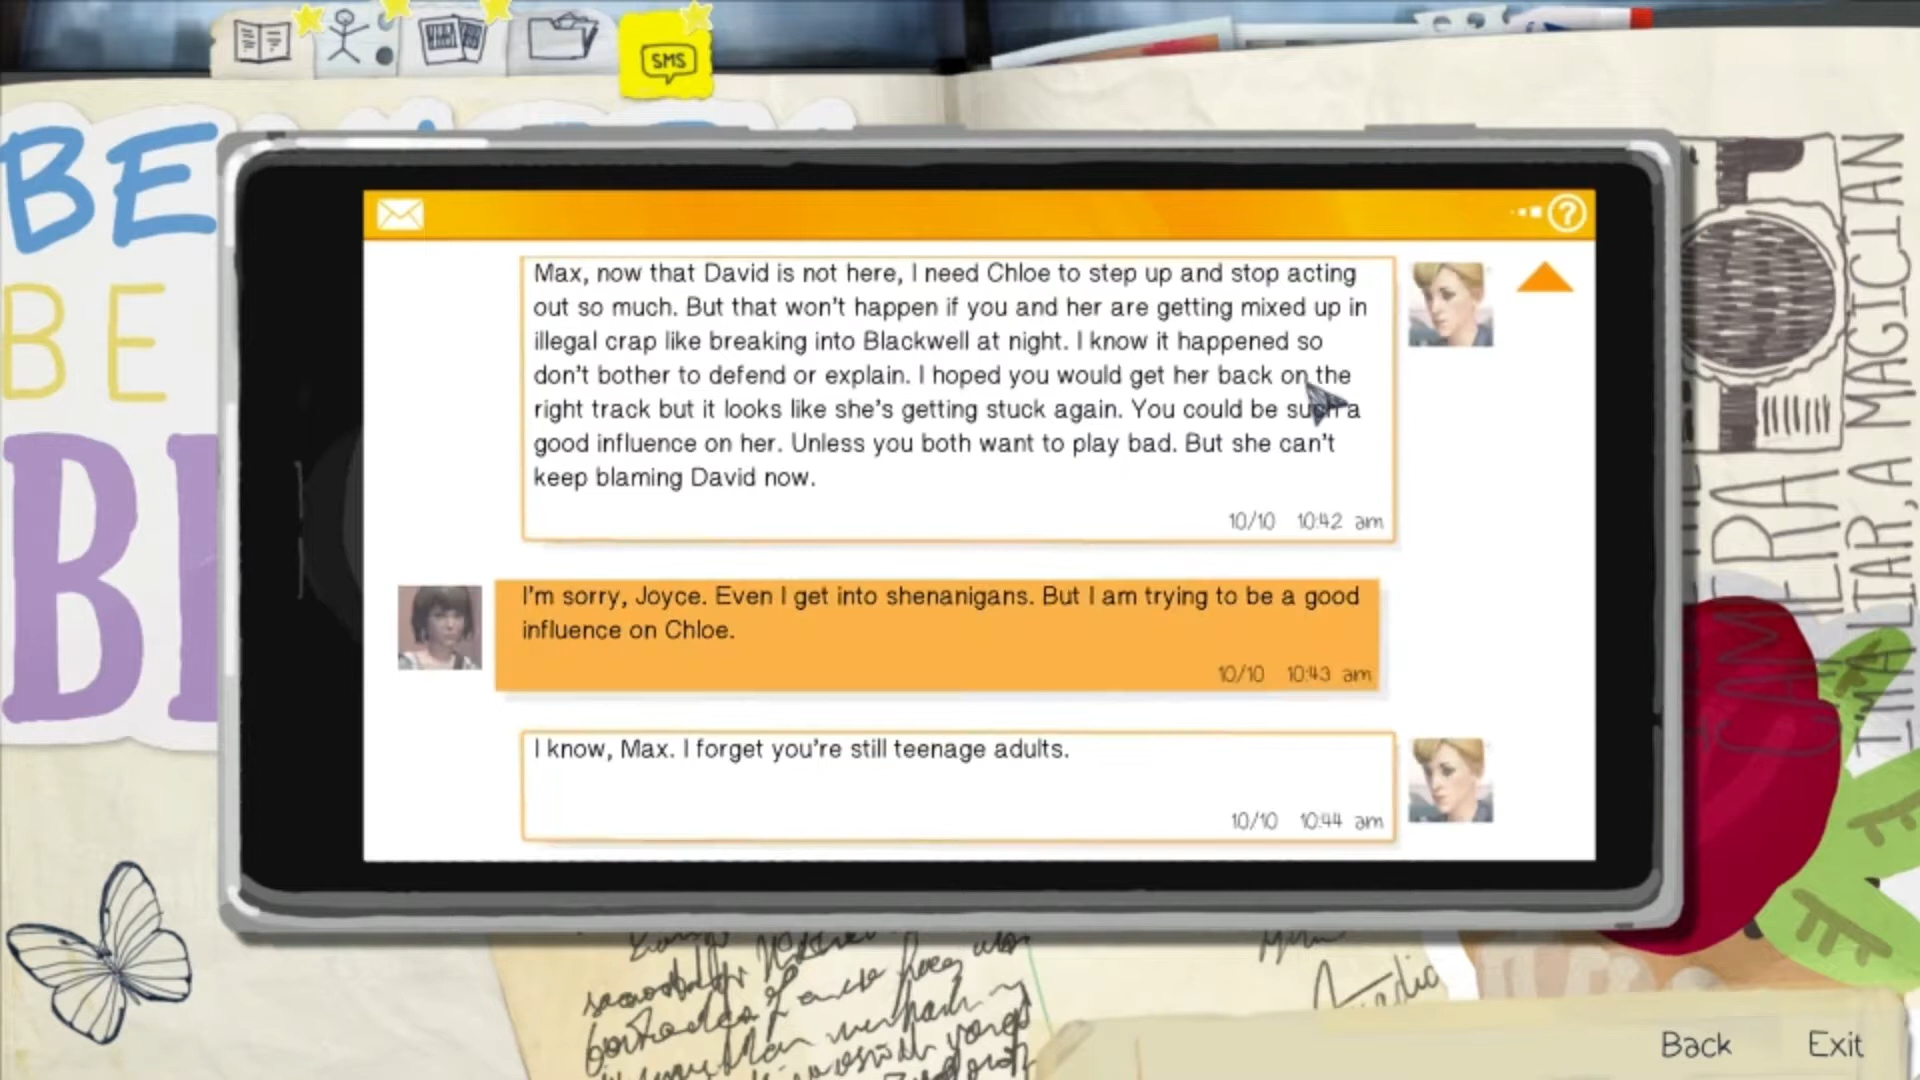 SMS
BE
BE
BE
Max, now that David is not here, I need Chloe to step up and stop acting
out so much. But that won't happen if you and her are getting mixed up in
illegal crap like breaking into Blackwell at night. I know it happened so
don't bother to defend or explain. I hoped you would get her back on the
right track but it looks like she's getting stuck again. You could be such a
good influence on her. Unless you both want to play bad. But she can't
keep blaming David now.
10/10 10:42 am
I'm sorry, Joyce. Even I get into shenanigans. But I am trying to be a good
influence on Chloe.
10/10 10:43 am
I know, Max. I forget you're still teenage adults.
10/10 10:44 am
CAMERA
LIAR, A MAGICIAN
Back
Exit